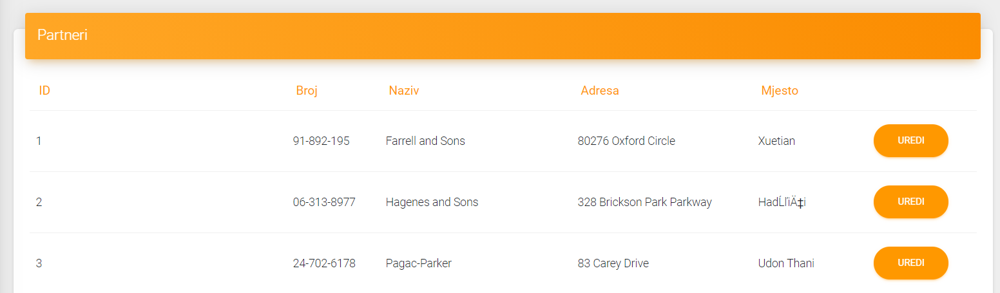 Partneri
ID Broj Naziv Adresa Mjesto
1 91-892-195 Farrell and Sons 80276 Oxford Circle Xuetian UREDI
2 06-313-8977 Hagenes and Sons 328 Brickson Park Parkway HadĹľiÄ‡i UREDI
3 24-702-6178 Pagac-Parker 83 Carey Drive Udon Thani UREDI